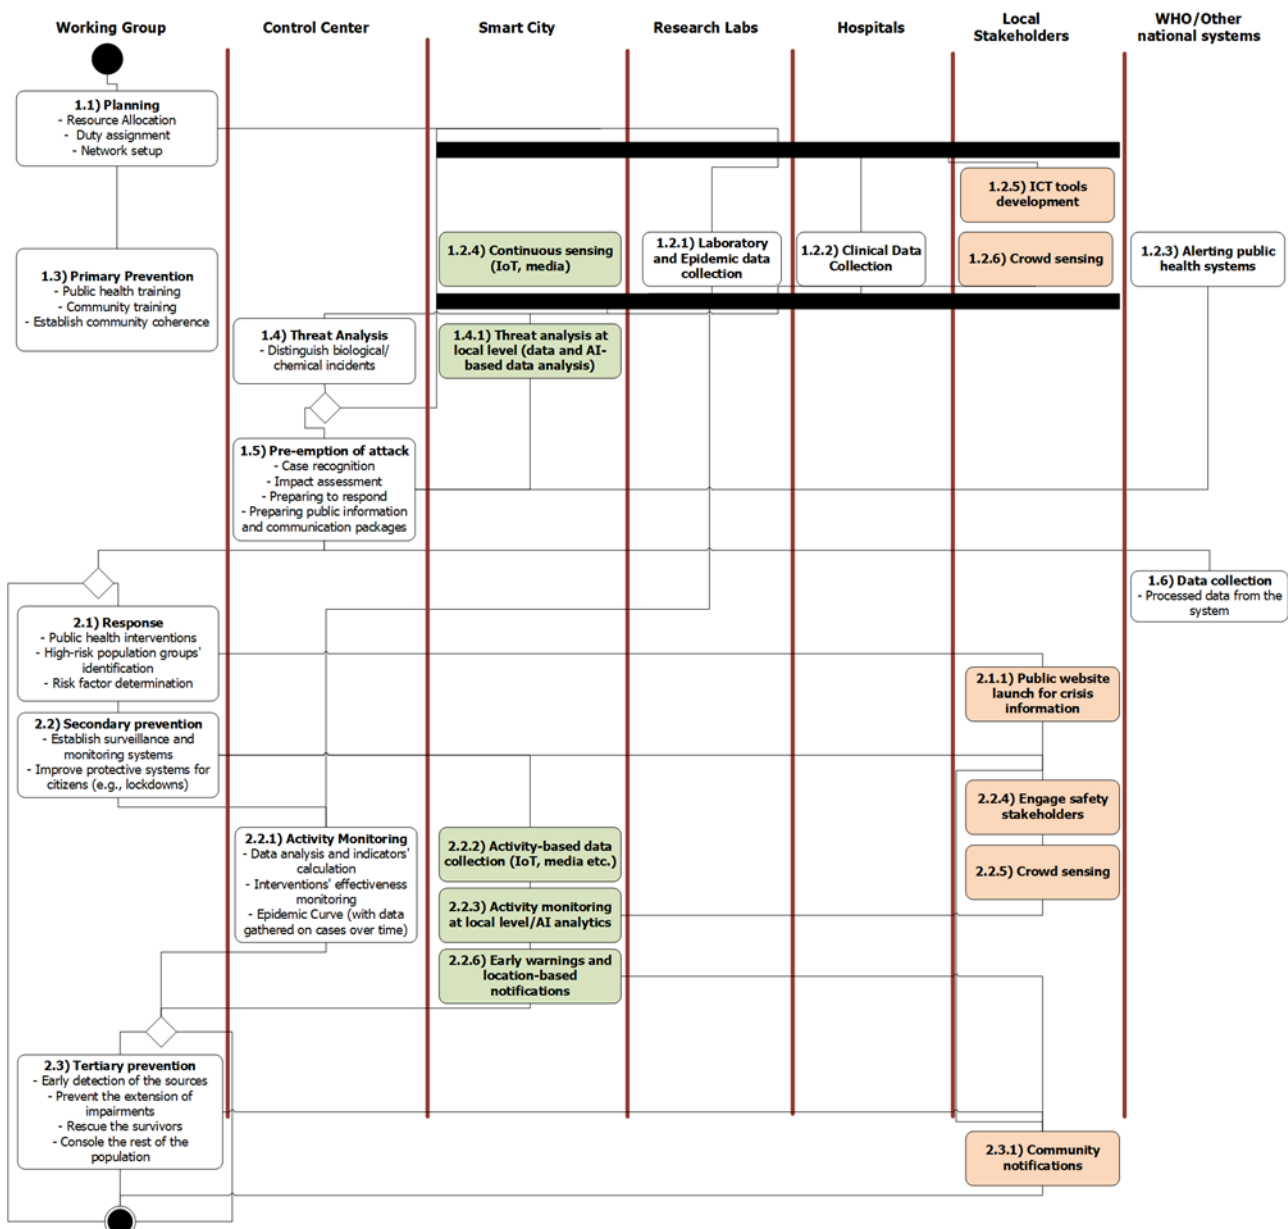 Working Group
Control Center
Smart City
Research Labs
Hospitals
Local
Stakeholders
WHO/Other
national systems
1.1) Planning
- Resource Allocation
- Duty assignment
- Network setup
1.2.5) ICT tools
development
1.3) Primary Prevention
- Public health training
- Community training
- Establish community coherence
1.2.4) Continuous sensing
(IoT, media)
1.2.1) Laboratory
and Epidemic data
collection
1.2.2) Clinical Data
Collection
1.2.6) Crowd sensing
1.2.3) Alerting public
health systems
1.4) Threat Analysis
- Distinguish biological/
chemical incidents
1.4.1) Threat analysis at
local level (data and AI-
based data analysis)
1.5) Pre-emption of attack
- Case recognition
- Impact assessment
- Preparing to respond
- Preparing public information
and communication packages
1.6) Data collection
- Processed data from the
system
2.1) Response
- Public health interventions
- High-risk population groups'
identification
- Risk factor determination
2.1.1) Public website
launch for crisis
information
2.2) Secondary prevention
- Establish surveillance and
monitoring systems
- Improve protective systems for
citizens (e.g., lockdowns)
2.2.4) Engage safety
stakeholders
2.2.1) Activity Monitoring
- Data analysis and indicators'
calculation
- Interventions' effectiveness
monitoring
- Epidemic Curve (with data
gathered on cases over time)
2.2.2) Activity-based data
collection (IoT, media etc.)
2.2.5) Crowd sensing
2.2.3) Activity monitoring
at local level/AI analytics
2.2.6) Early warnings and
location-based
notifications
2.3) Tertiary prevention
- Early detection of the sources
- Prevent the extension of
impairments
- Rescue the survivors
- Console the rest of the
population
2.3.1) Community
notifications